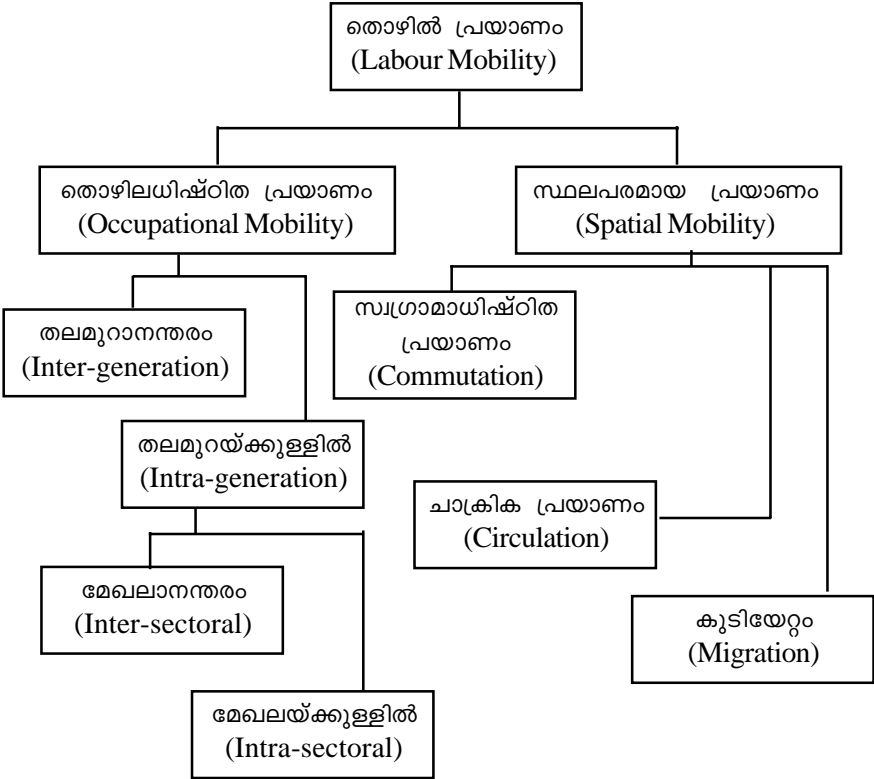 തൊഴിൽ പ്രയാണം
(Labour Mobility)
തൊഴിലധിഷ്ഠിത പ്രയാണം
(Occupational Mobility)
സ്ഥലപരമായ പ്രയാണം
(Spatial Mobility)
തലമുറാനന്തരം
(Inter-generation)
സ്വഗ്രാമാധിഷ്ഠിത
പ്രയാണം
(Commutation)
തലമുറയ്ക്കുള്ളിൽ
(Intra-generation)
ചാക്രിക പ്രയാണം
(Circulation)
മേഖലാനന്തരം
(Inter-sectoral)
കുടിയേറ്റം
(Migration)
മേഖലയ്ക്കുള്ളിൽ
(Intra-sectoral)